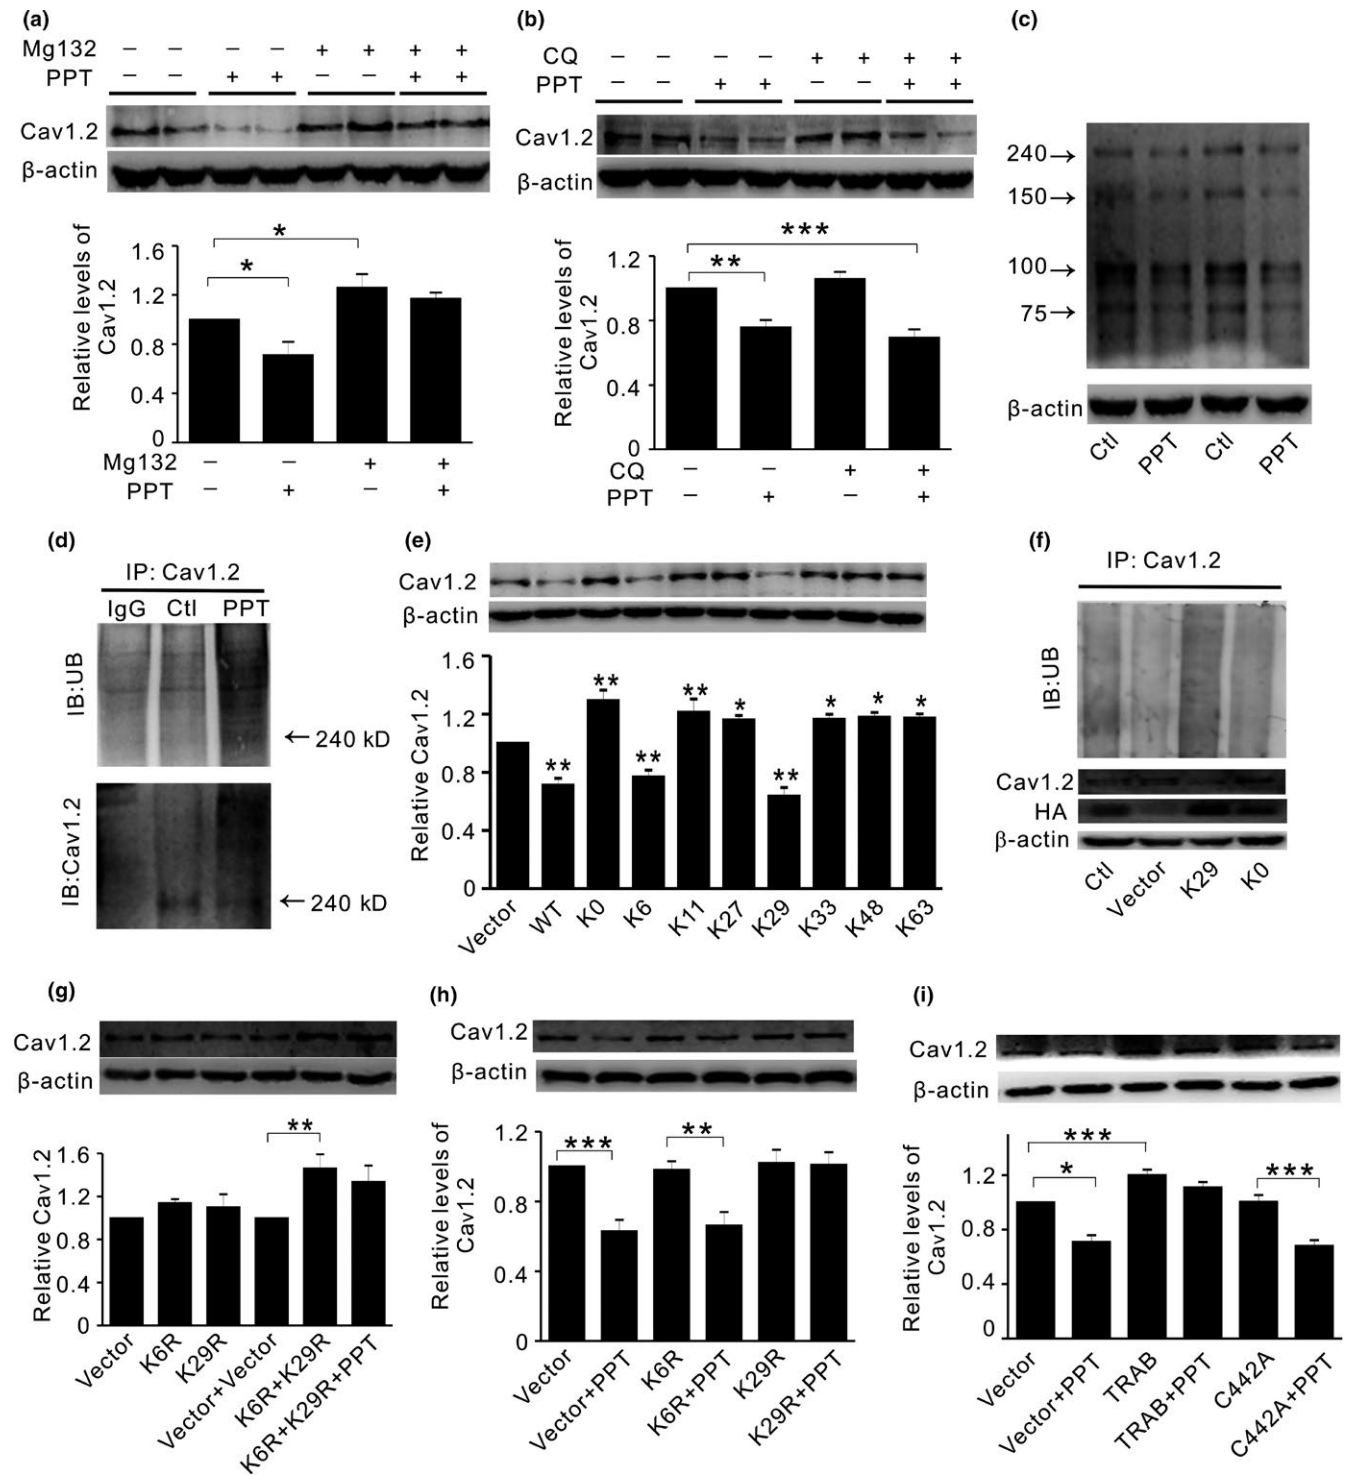 (a)
Mg132 − − − − + + + +
PPT − − + + − − + +
Cav1.2
β-actin
Relative levels of
Cav1.2
1.6
1.2
0.8
0.4
0
*
*
Mg132 − − + +
PPT − + − +
(b)
CQ − − − − + + + +
PPT − − + + − − + +
Cav1.2
β-actin
Relative levels of
Cav1.2
1.2
0.8
0.4
0
***
**
CQ − − + +
PPT − + − +
(c)
240→
150→
100→
75→
β-actin
Ctl PPT Ctl PPT
(d)
IP: Cav1.2
IgG Ctl PPT
IB:UB
←240 kD
IB:Cav1.2
←240 kD
(e)
Cav1.2
β-actin
Relative Cav1.2
1.6
1.2
0.8
0.4
0
** ** ** ** * ** * * *
Vector WT K0 K6 K11 K27 K29 K33 K48 K63
(f)
IP: Cav1.2
IB:UB
Cav1.2
HA
β-actin
Ctl Vector K29 K0
(g)
Cav1.2
β-actin
Relative Cav1.2
1.6
1.2
0.8
0.4
0
**
Vector K6R K29R Vector+Vector K6R+K29R K6R+K29R+PPT
(h)
Cav1.2
β-actin
Relative levels of
Cav1.2
1.2
0.8
0.4
0
*** **
Vector Vector+PPT K6R K6R+PPT K29R K29R+PPT
(i)
Cav1.2
β-actin
Relative levels of
Cav1.2
1.2
0.8
0.4
0
***
* ***
Vector Vector+PPT TRAB TRAB+PPT C442A C442A+PPT